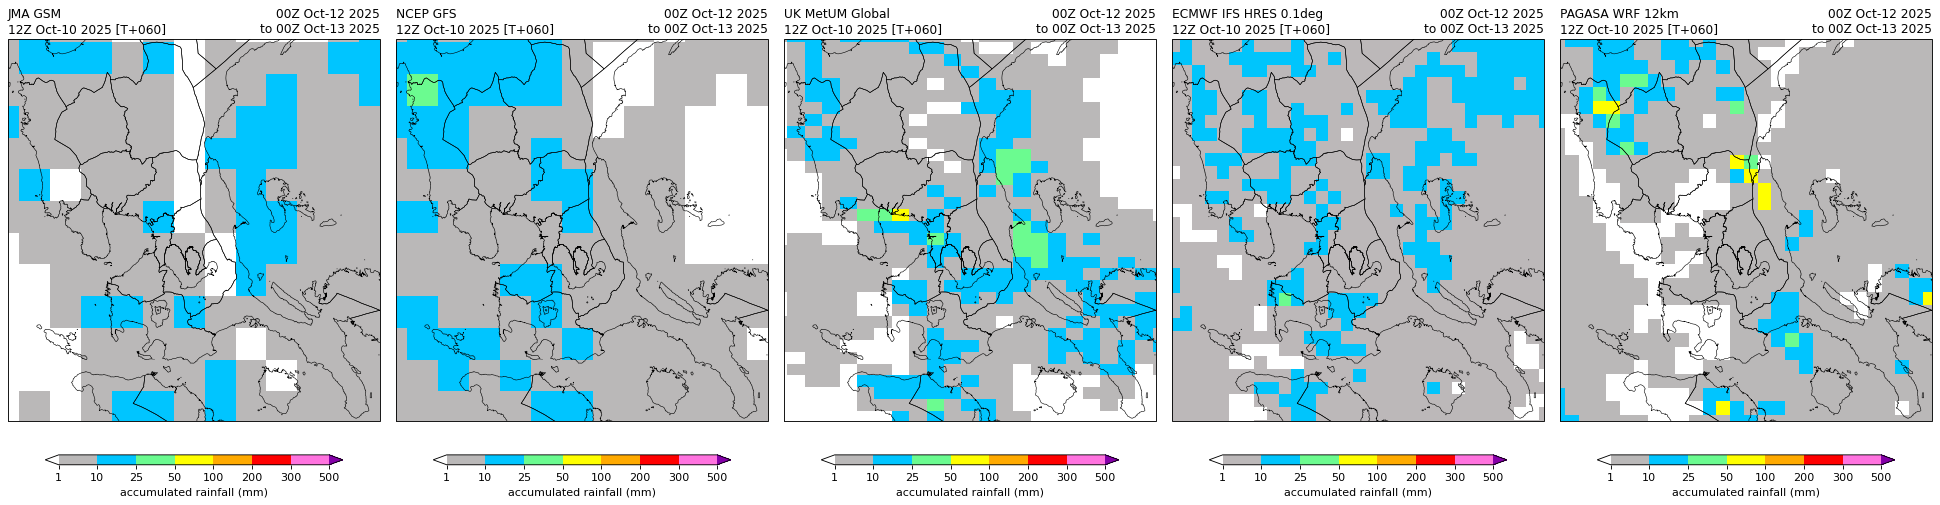 JMA GSM 00Z Oct-12 2025
12Z Oct-10 2025 [T+060] to 00Z Oct-13 2025
NCEP GFS 00Z Oct-12 2025
12Z Oct-10 2025 [T+060] to 00Z Oct-13 2025
UK MetUM Global 00Z Oct-12 2025
12Z Oct-10 2025 [T+060] to 00Z Oct-13 2025
ECMWF IFS HRES 0.1deg 00Z Oct-12 2025
12Z Oct-10 2025 [T+060] to 00Z Oct-13 2025
PAGASA WRF 12km 00Z Oct-12 2025
12Z Oct-10 2025 [T+060] to 00Z Oct-13 2025
1 10 25 50 100 200 300 500
accumulated rainfall (mm)
1 10 25 50 100 200 300 500
accumulated rainfall (mm)
1 10 25 50 100 200 300 500
accumulated rainfall (mm)
1 10 25 50 100 200 300 500
accumulated rainfall (mm)
1 10 25 50 100 200 300 500
accumulated rainfall (mm)